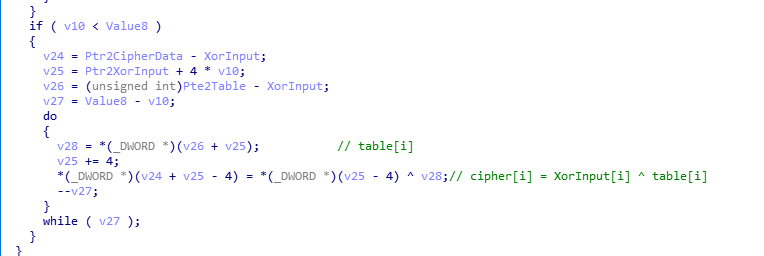 }
}
if ( v10 < Value8 )
{
v24 = Ptr2CipherData - XorInput;
v25 = Ptr2XorInput + 4 * v10;
v26 = (unsigned int)Pte2Table - XorInput;
v27 = Value8 - v10;
do
{
v28 = *(_DWORD *)(v26 + v25); // table[i]
v25 += 4;
*(_DWORD *)(v24 + v25 - 4) = *(_DWORD *)(v25 - 4) ^ v28;// cipher[i] = XorInput[i] ^ table[i]
--v27;
}
while ( v27 );
}
}